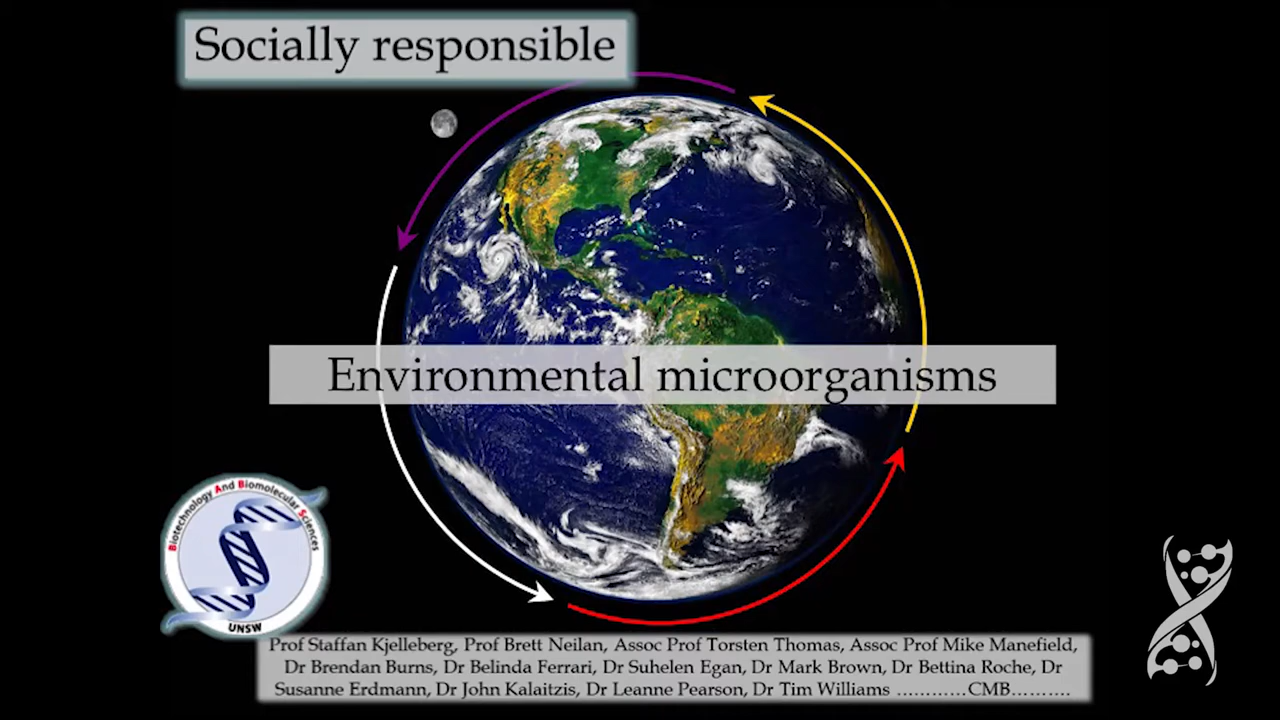 Socially responsible
Environmental microorganisms
Biotechnology And Biomolecular Sciences
UNSW
Prof Staffan Kjelleberg, Prof Brett Neilan, Assoc Prof Torsten Thomas, Assoc Prof Mike Manefield,
Dr Brendan Burns, Dr Belinda Ferrari, Dr Suhelen Egan, Dr Mark Brown, Dr Bettina Roche, Dr
Susanne Erdmann, Dr John Kalaitzis, Dr Leanne Pearson, Dr Tim Williams …………CMB……….